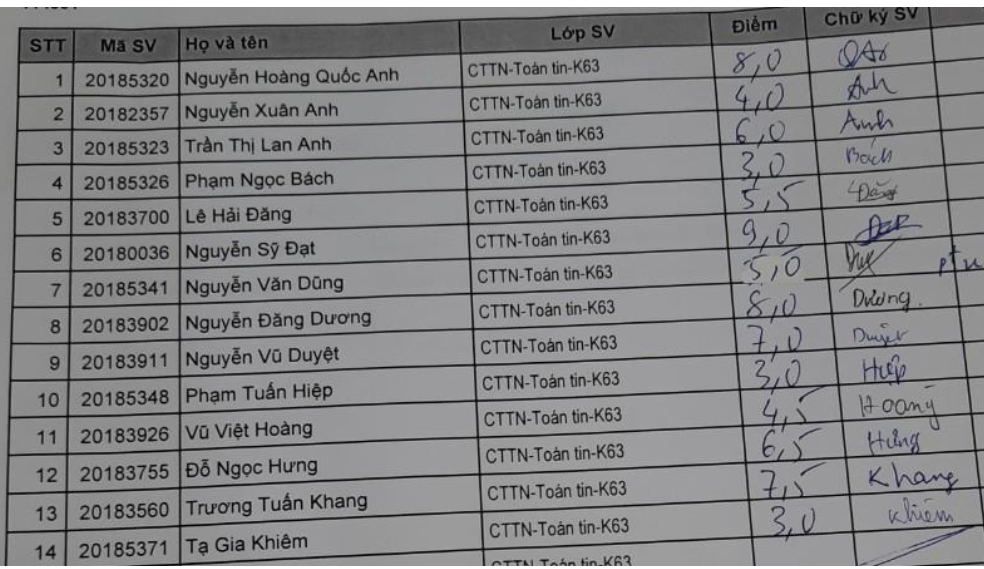 STT Mã SV Họ và tên Lớp SV Điểm Chữ ký SV
1 20185320 Nguyễn Hoàng Quốc Anh CTTN-Toán tin-K63 8,0
2 20182357 Nguyễn Xuân Anh CTTN-Toán tin-K63 4,0 Anh
3 20185323 Trần Thị Lan Anh CTTN-Toán tin-K63 6,0 Anh
4 20185326 Phạm Ngọc Bách CTTN-Toán tin-K63 3,0 Bách
5 20183700 Lê Hải Đăng CTTN-Toán tin-K63 5,5 Đăng
6 20180036 Nguyễn Sỹ Đạt CTTN-Toán tin-K63 9,0
7 20185341 Nguyễn Văn Dũng CTTN-Toán tin-K63 5,0
8 20183902 Nguyễn Đăng Dương CTTN-Toán tin-K63 8,0 Dương.
9 20183911 Nguyễn Vũ Duyệt CTTN-Toán tin-K63 7,0 Duyệt
10 20185348 Phạm Tuấn Hiệp CTTN-Toán tin-K63 3,0 Hiệp
11 20183926 Vũ Việt Hoàng CTTN-Toán tin-K63 4,5 Hoàng
12 20183755 Đỗ Ngọc Hưng CTTN-Toán tin-K63 6,5 Hưng
13 20183560 Trương Tuấn Khang CTTN-Toán tin-K63 7,5 Khang
14 20185371 Tạ Gia Khiêm CTTN-Toán tin-K63 3,0 Khiêm
CTTN-Toán tin-K63